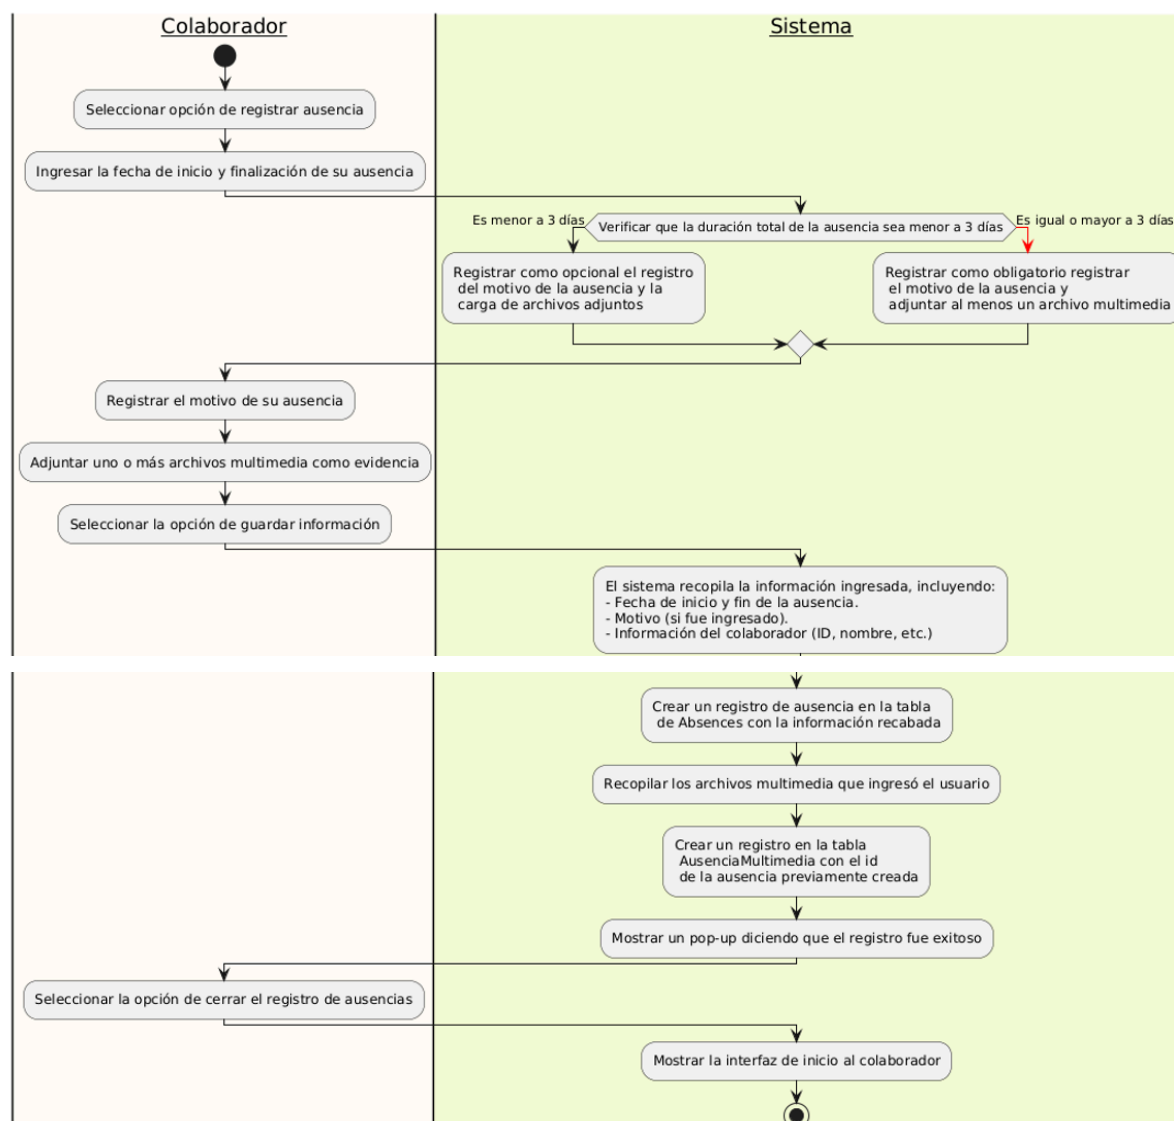 Colaborador
Sistema
Seleccionar opción de registrar ausencia
Ingresar la fecha de inicio y finalización de su ausencia
Es menor a 3 días
Verificar que la duración total de la ausencia sea menor a 3 días
Es igual o mayor a 3 días
Registrar como opcional el registro
del motivo de la ausencia y la
carga de archivos adjuntos
Registrar como obligatorio registrar
el motivo de la ausencia y
adjuntar al menos un archivo multimedia
Registrar el motivo de su ausencia
Adjuntar uno o más archivos multimedia como evidencia
Seleccionar la opción de guardar información
El sistema recopila la información ingresada, incluyendo:
- Fecha de inicio y fin de la ausencia.
- Motivo (si fue ingresado).
- Información del colaborador (ID, nombre, etc.)
Crear un registro de ausencia en la tabla
de Absences con la información recabada
Recopilar los archivos multimedia que ingresó el usuario
Crear un registro en la tabla
AusenciaMultimedia con el id
de la ausencia previamente creada
Mostrar un pop-up diciendo que el registro fue exitoso
Seleccionar la opción de cerrar el registro de ausencias
Mostrar la interfaz de inicio al colaborador